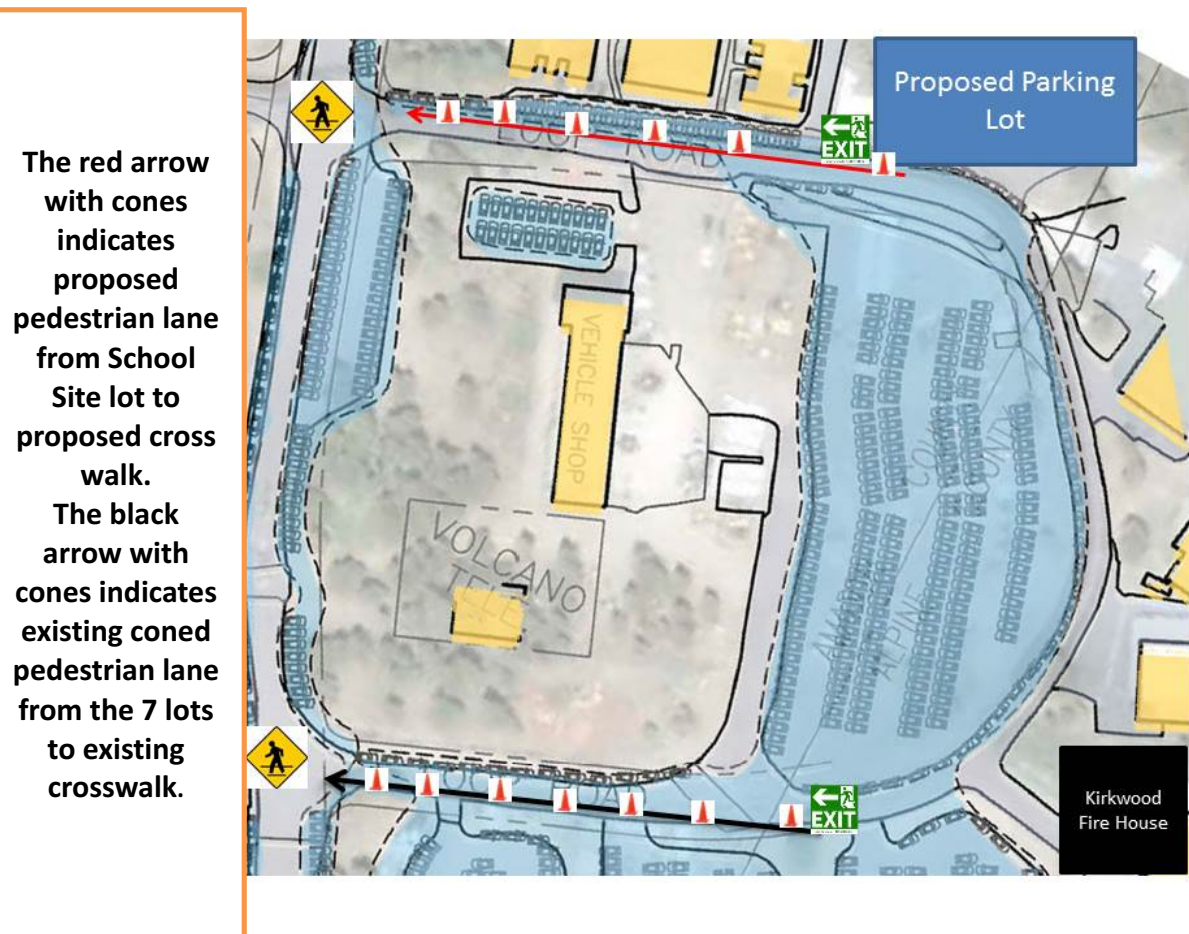 The red arrow
with cones
indicates
proposed
pedestrian lane
from School
Site lot to
proposed cross
walk.
The black
arrow with
cones indicates
existing coned
pedestrian lane
from the 7 lots
to existing
crosswalk.
Proposed Parking
Lot
EXIT
LOOP ROAD
VEHICLE SHOP
VOLCANO
TELE
AMADOR
ALPINE
COUNTY
EXIT
Kirkwood
Fire House